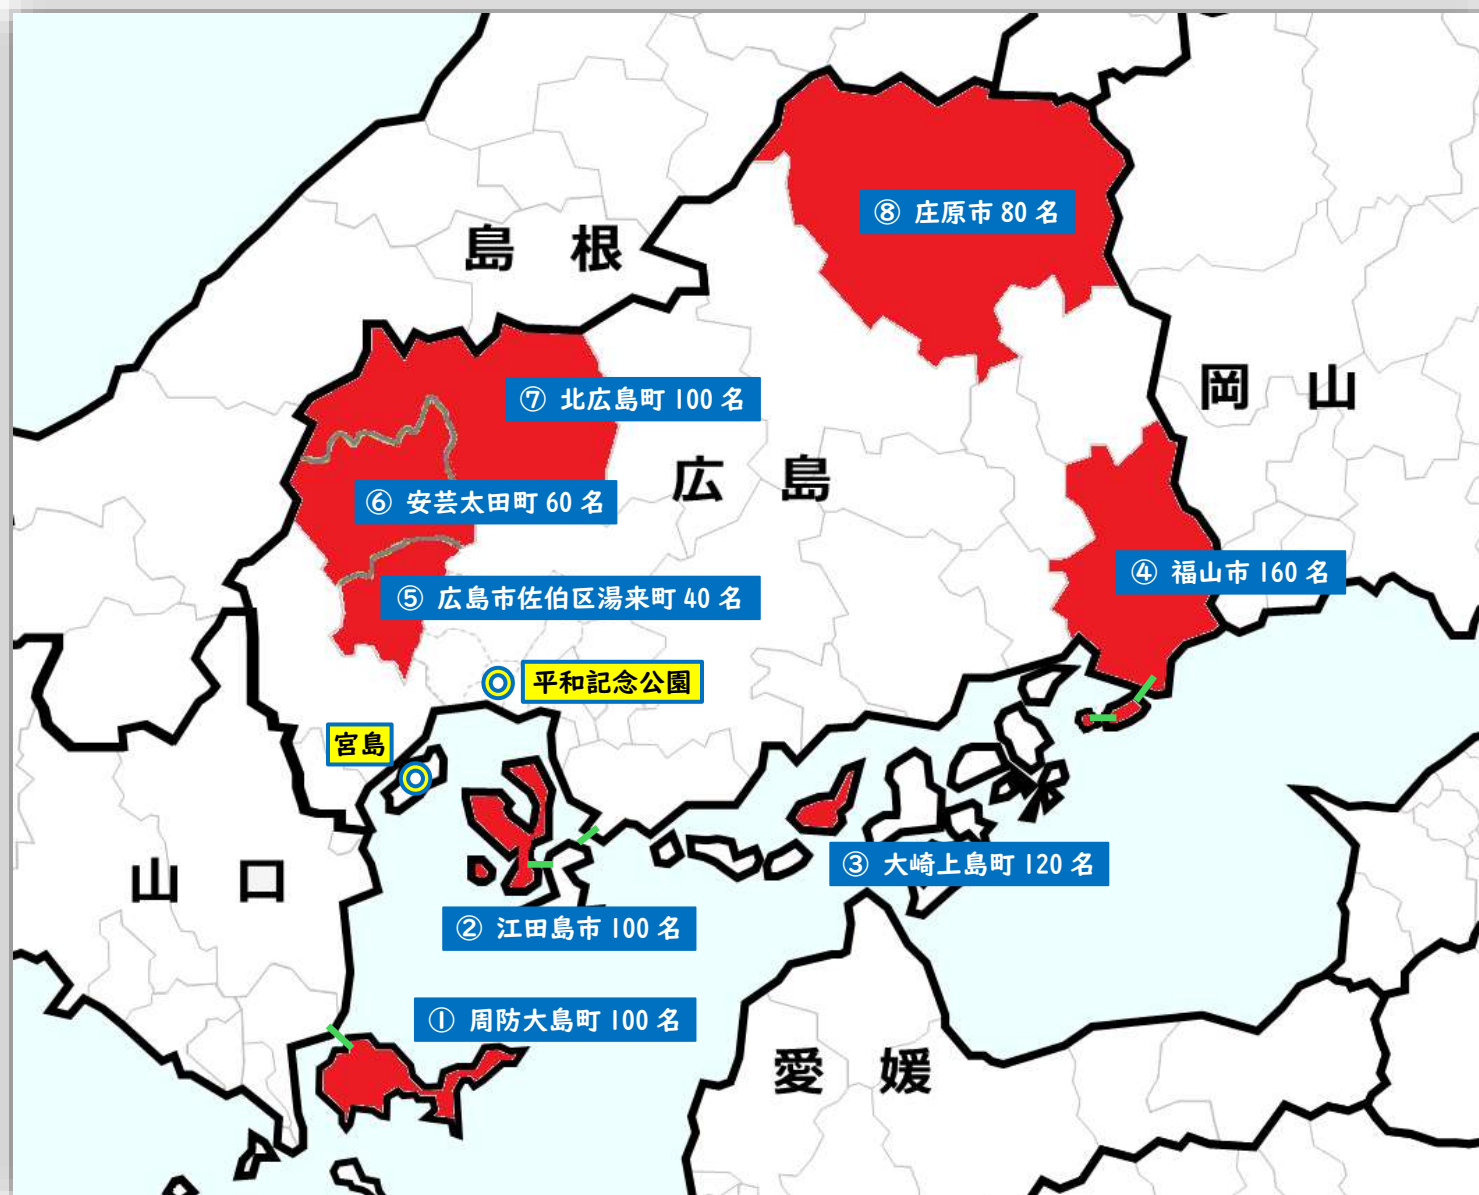 ⑧ 庄原市 80 名
島 根
⑦ 北広島町 100 名
岡 山
広 島
⑥ 安芸太田町 60 名
④ 福山市 160 名
⑤ 広島市佐伯区湯来町 40 名
平和記念公園
宮島
③ 大崎上島町 120 名
山 口
② 江田島市 100 名
① 周防大島町 100 名
愛 媛